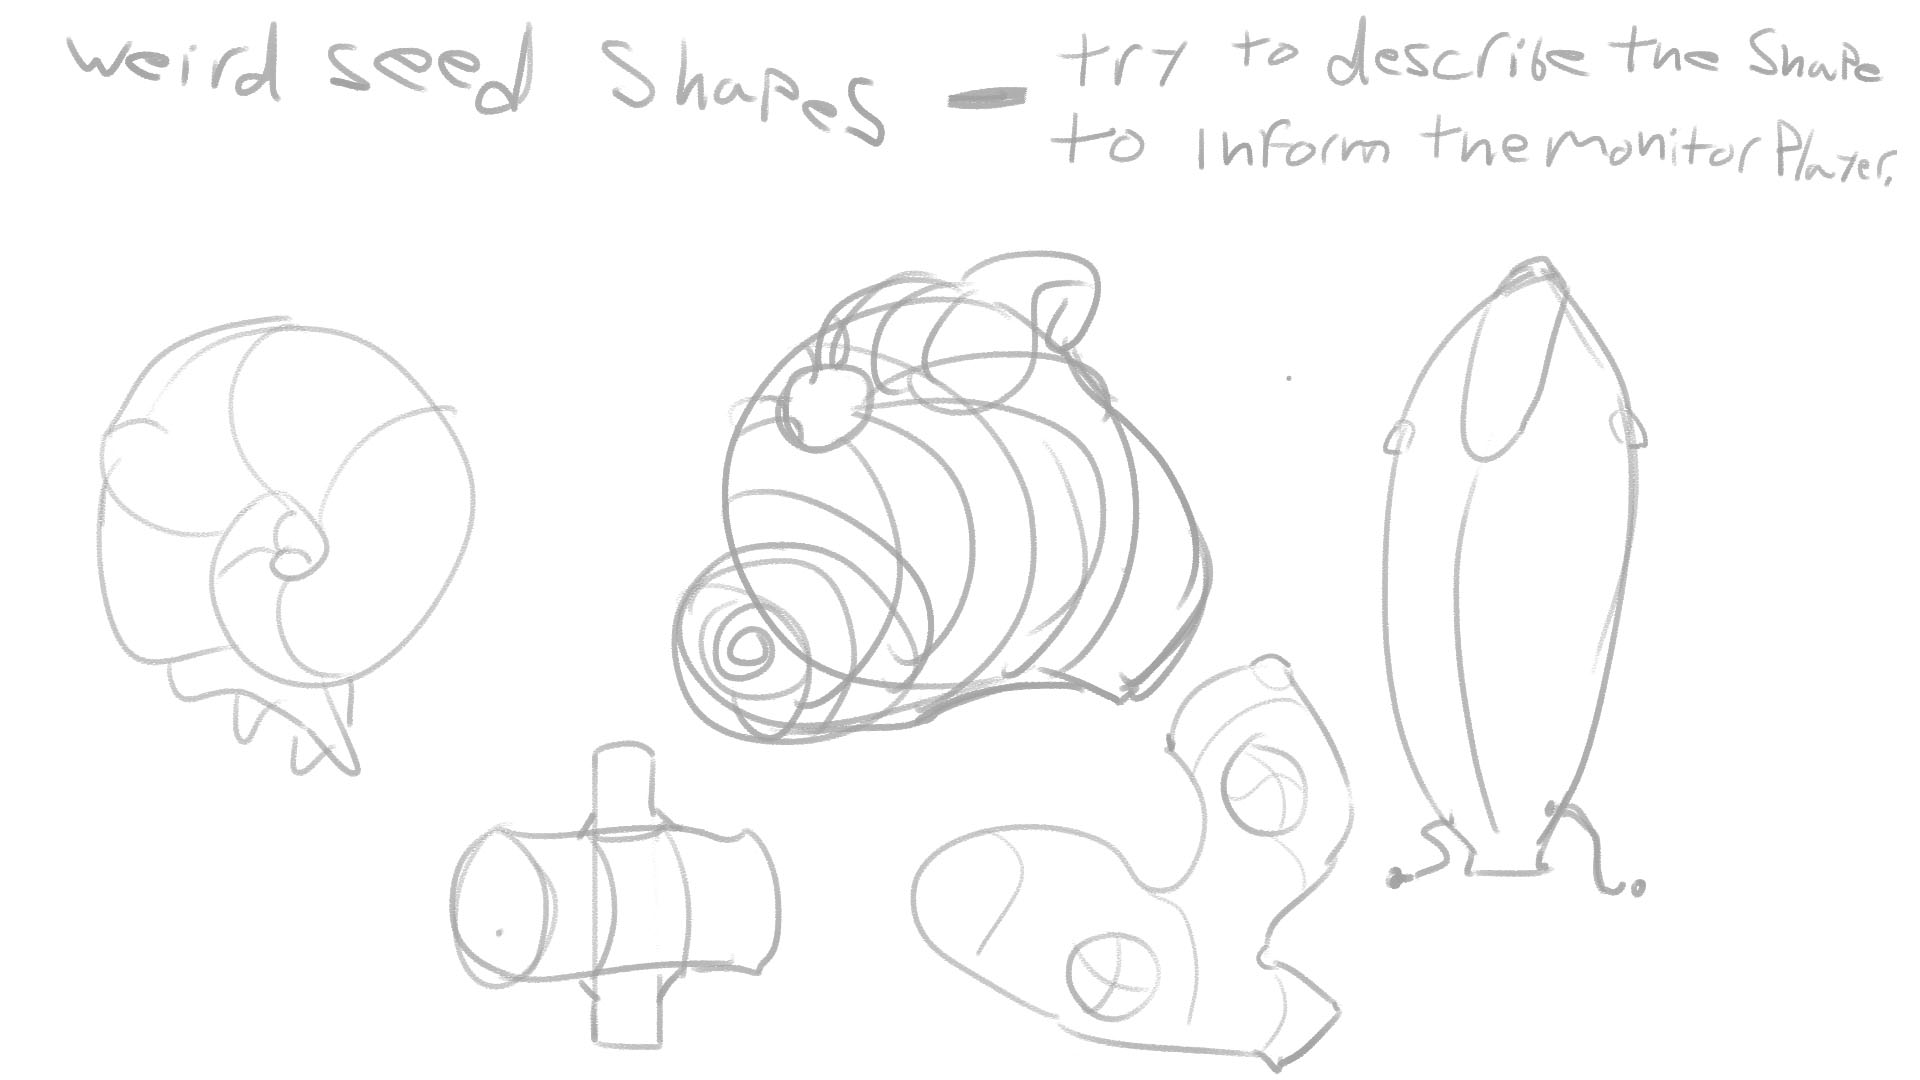 weird seed Shapes - try to describe the Shape
to inform the monitor Player.